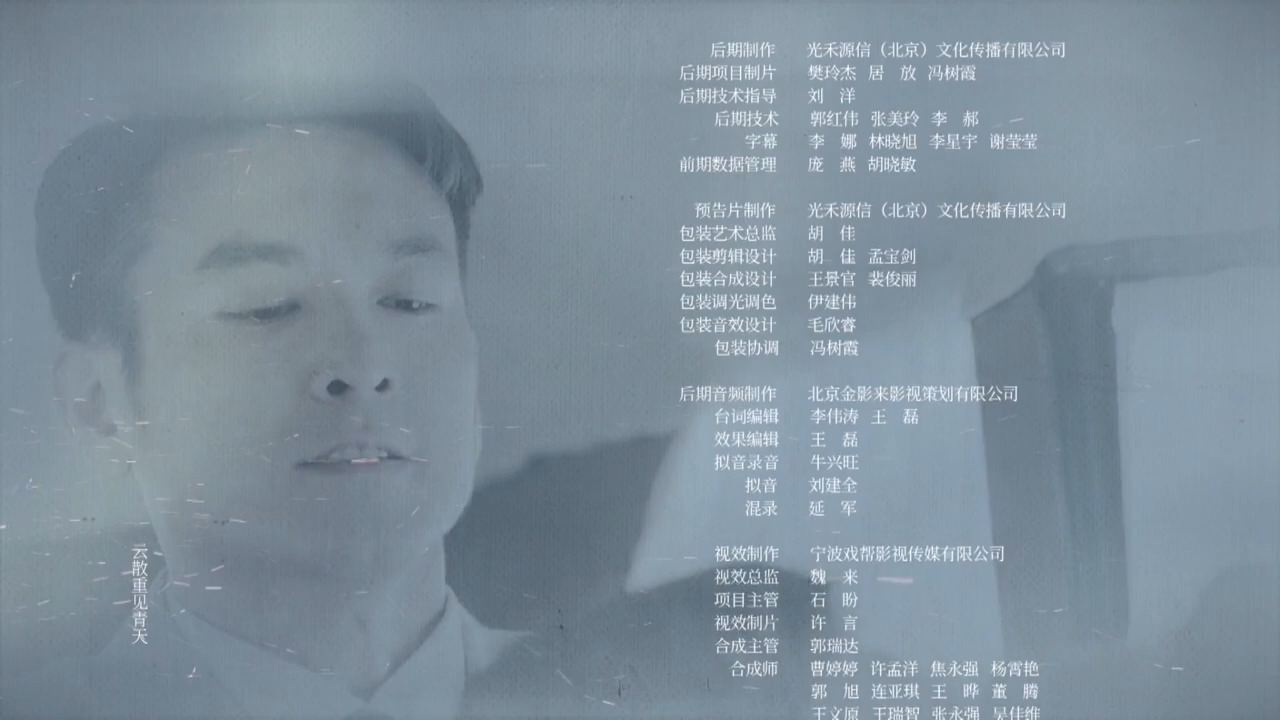 后期制作 光禾源信（北京）文化传播有限公司
后期项目制片 樊玲杰 居 放 冯树霞
后期技术指导 刘 洋
后期技术 郭红伟 张美玲 李 郝
字幕 李 娜 林晓旭 李星宇 谢莹莹
前期数据管理 庞 燕 胡晓敏
预告片制作 光禾源信（北京）文化传播有限公司
包装艺术总监 胡 佳
包装剪辑设计 胡 佳 孟宝剑
包装合成设计 王景官 裴俊丽
包装调光调色 伊建伟
包装音效设计 毛欣睿
包装协调 冯树霞
后期音频制作 北京金影来影视策划有限公司
台词编辑 李伟涛 王 磊
效果编辑 王 磊
拟音录音 牛兴旺
拟音 刘建全
混录 延 军
视效制作 宁波戏帮影视传媒有限公司
视效总监 魏 来
项目主管 石 盼
视效制片 许 言
合成主管 郭瑞达
合成师 曹婷婷 许孟洋 焦永强 杨霄艳
郭 旭 连亚琪 王 晔 董 腾
王文原 王瑞智 张永强 吴佳维
云散重见青天